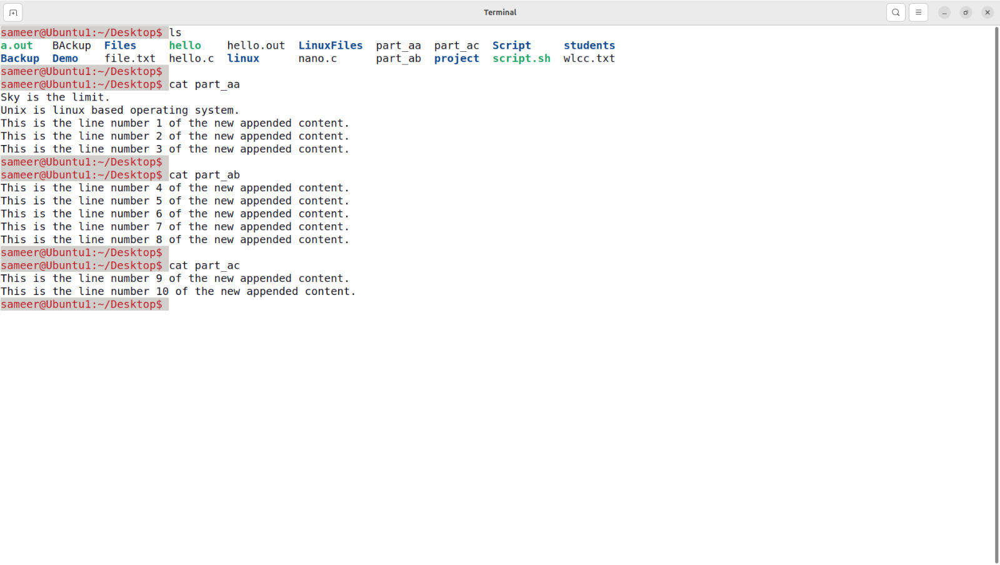 Terminal
sameer@Ubuntu1:~/Desktop$ ls
a.out   BAckup  Files     hello    hello.out  LinuxFiles  part_aa  part_ac  Script     students
Backup  Demo    file.txt  hello.c  linux      nano.c      part_ab  project  script.sh  wlcc.txt
sameer@Ubuntu1:~/Desktop$
sameer@Ubuntu1:~/Desktop$ cat part_aa
Sky is the limit.
Unix is linux based operating system.
This is the line number 1 of the new appended content.
This is the line number 2 of the new appended content.
This is the line number 3 of the new appended content.
sameer@Ubuntu1:~/Desktop$
sameer@Ubuntu1:~/Desktop$ cat part_ab
This is the line number 4 of the new appended content.
This is the line number 5 of the new appended content.
This is the line number 6 of the new appended content.
This is the line number 7 of the new appended content.
This is the line number 8 of the new appended content.
sameer@Ubuntu1:~/Desktop$
sameer@Ubuntu1:~/Desktop$ cat part_ac
This is the line number 9 of the new appended content.
This is the line number 10 of the new appended content.
sameer@Ubuntu1:~/Desktop$